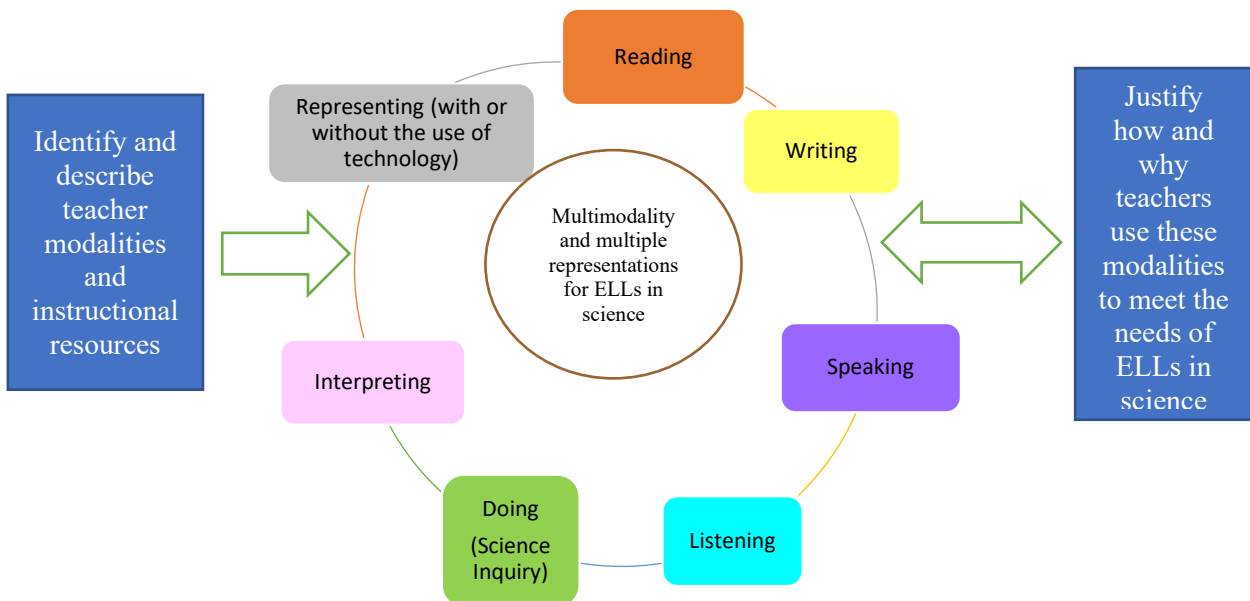 Identify and
describe
teacher
modalities
and
instructional
resources
Representing (with or
without the use of
technology)
Reading
Writing
Multimodality
and multiple
representations
for ELLs in
science
Interpreting
Speaking
Doing
(Science
Inquiry)
Listening
Justify
how and
why
teachers
use these
modalities
to meet the
needs of
ELLs in
science